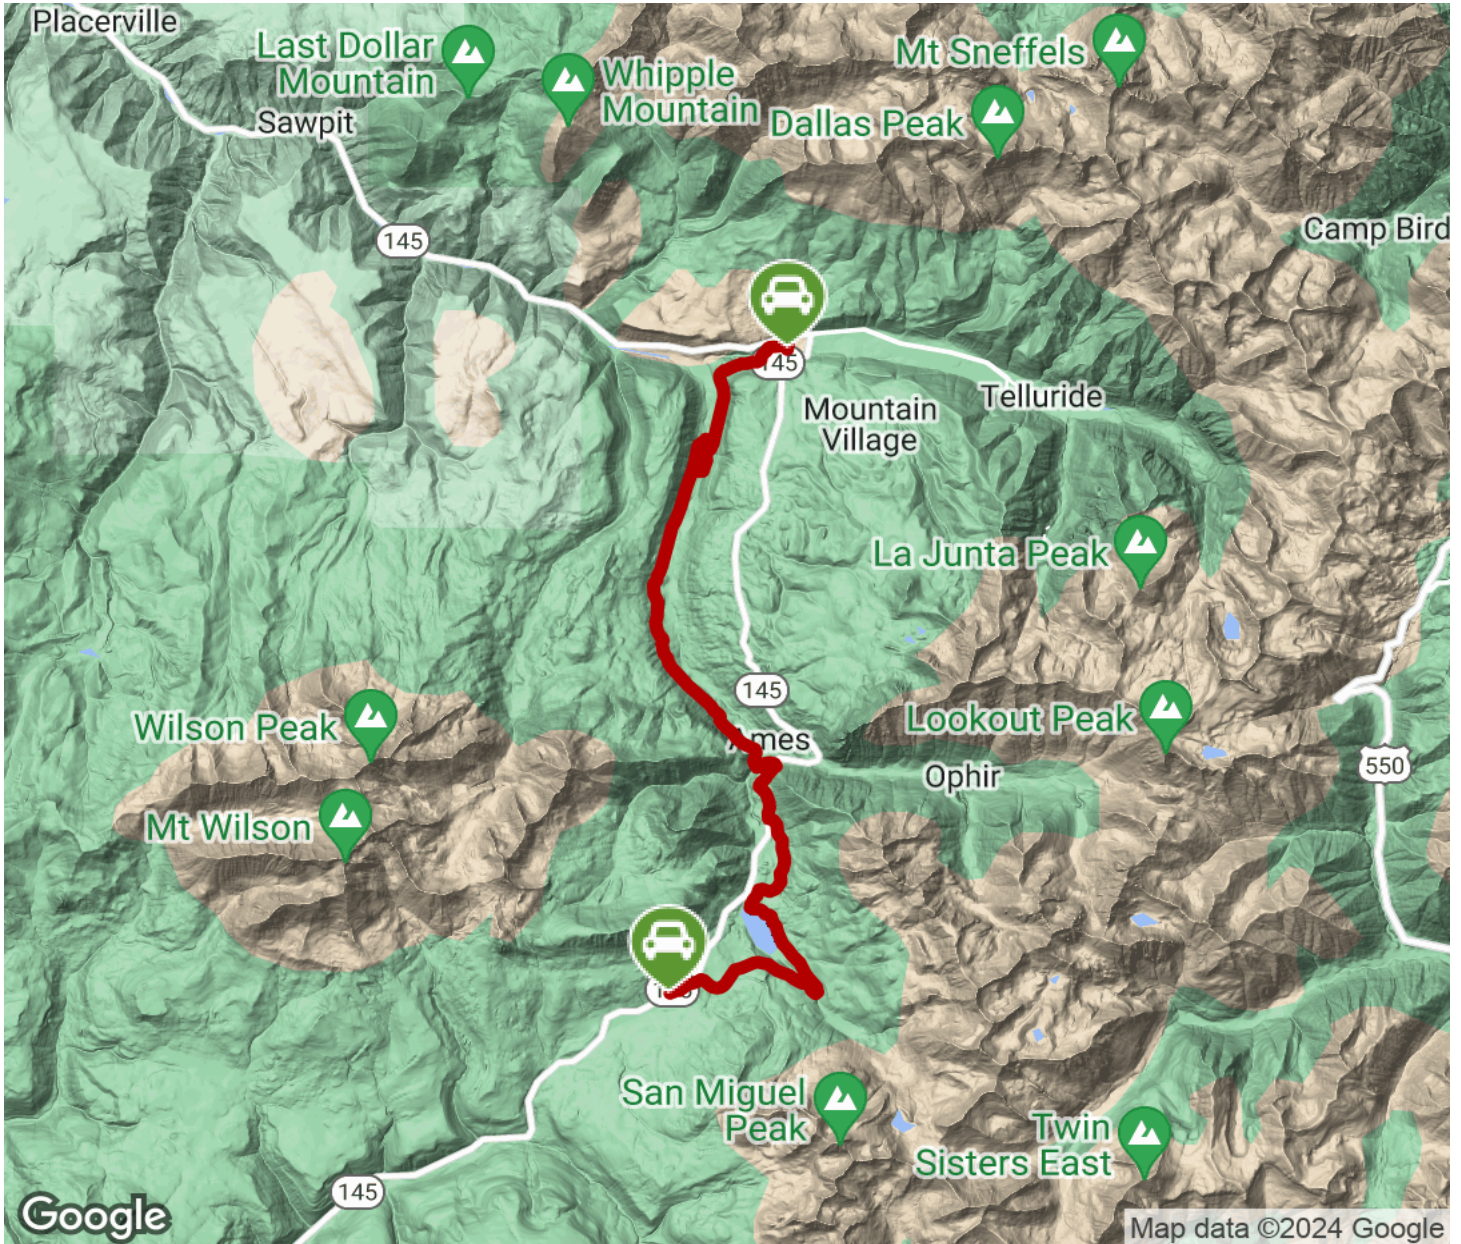 Placerville
Last Dollar
Mountain
Whipple
Mountain
Mt Sneffels
Dallas Peak
Sawpit
Camp Bird
145
145
Mountain
Village
Telluride
La Junta Peak
145
Wilson Peak
Lookout Peak
Ames
Ophir
550
Mt Wilson
San Miguel
Peak
Twin
Sisters East
145
Google
Map data ©2024 Google